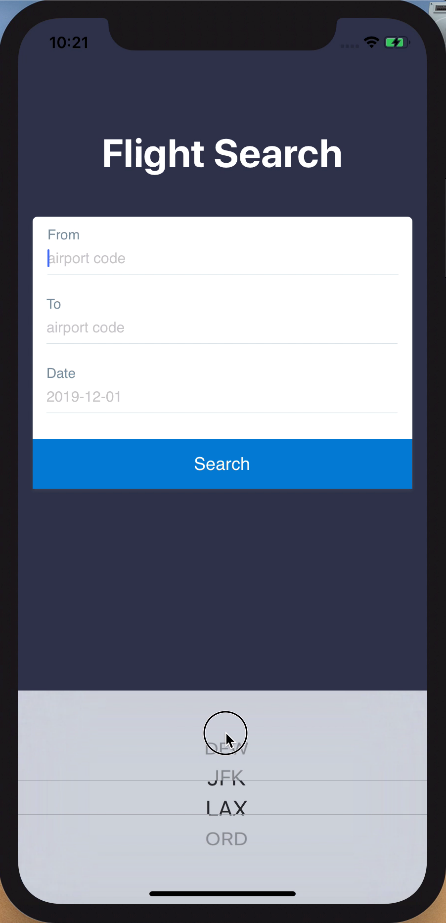 10:21
Flight Search
From
airport code
To
airport code
Date
2019-12-01
Search
JFK
LAX
ORD